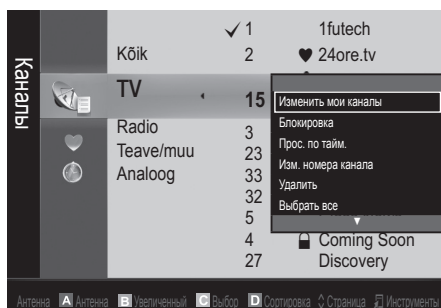 Каналы
✓ 1 1futech
Kõik 2 ♥ 24ore.tv
TV 15
Radio 3
Teave/muu 23
Analoog 33
32
5
4 Coming Soon
27 Discovery
Изменить мои каналы
Блокировка
Прос. по тайм.
Изм. номера канала
Удалить
Выбрать все
▼
Антенна A Антенна B Увеличенный C Выбор D Сортировка Страница Инструменты